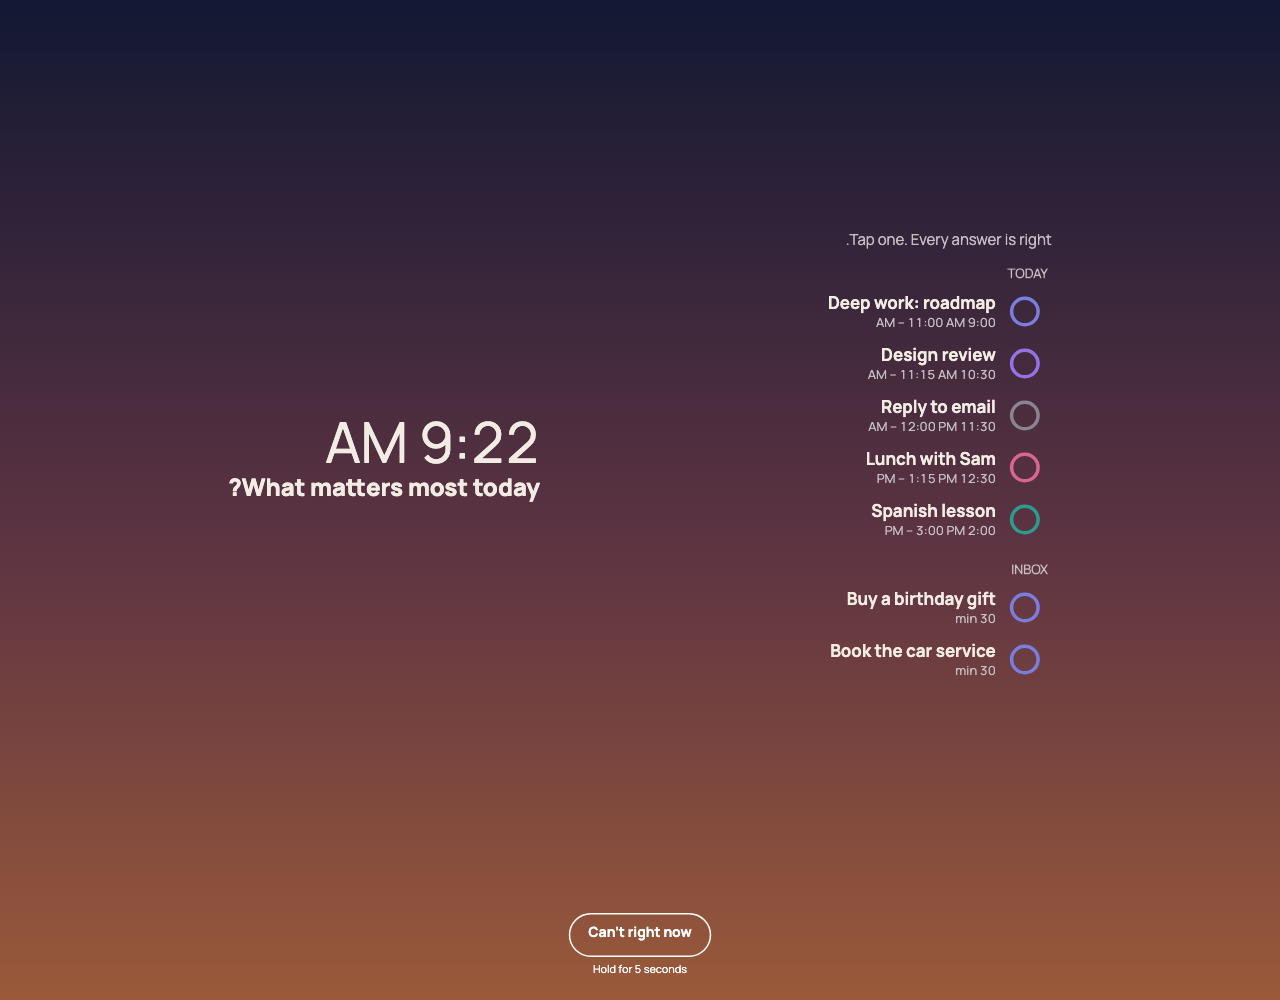 AM 9:22
?What matters most today
.Tap one. Every answer is right
TODAY
Deep work: roadmap
AM – 11:00 AM 9:00
Design review
AM – 11:15 AM 10:30
Reply to email
AM – 12:00 PM 11:30
Lunch with Sam
PM – 1:15 PM 12:30
Spanish lesson
PM – 3:00 PM 2:00
INBOX
Buy a birthday gift
min 30
Book the car service
min 30
Can't right now
Hold for 5 seconds